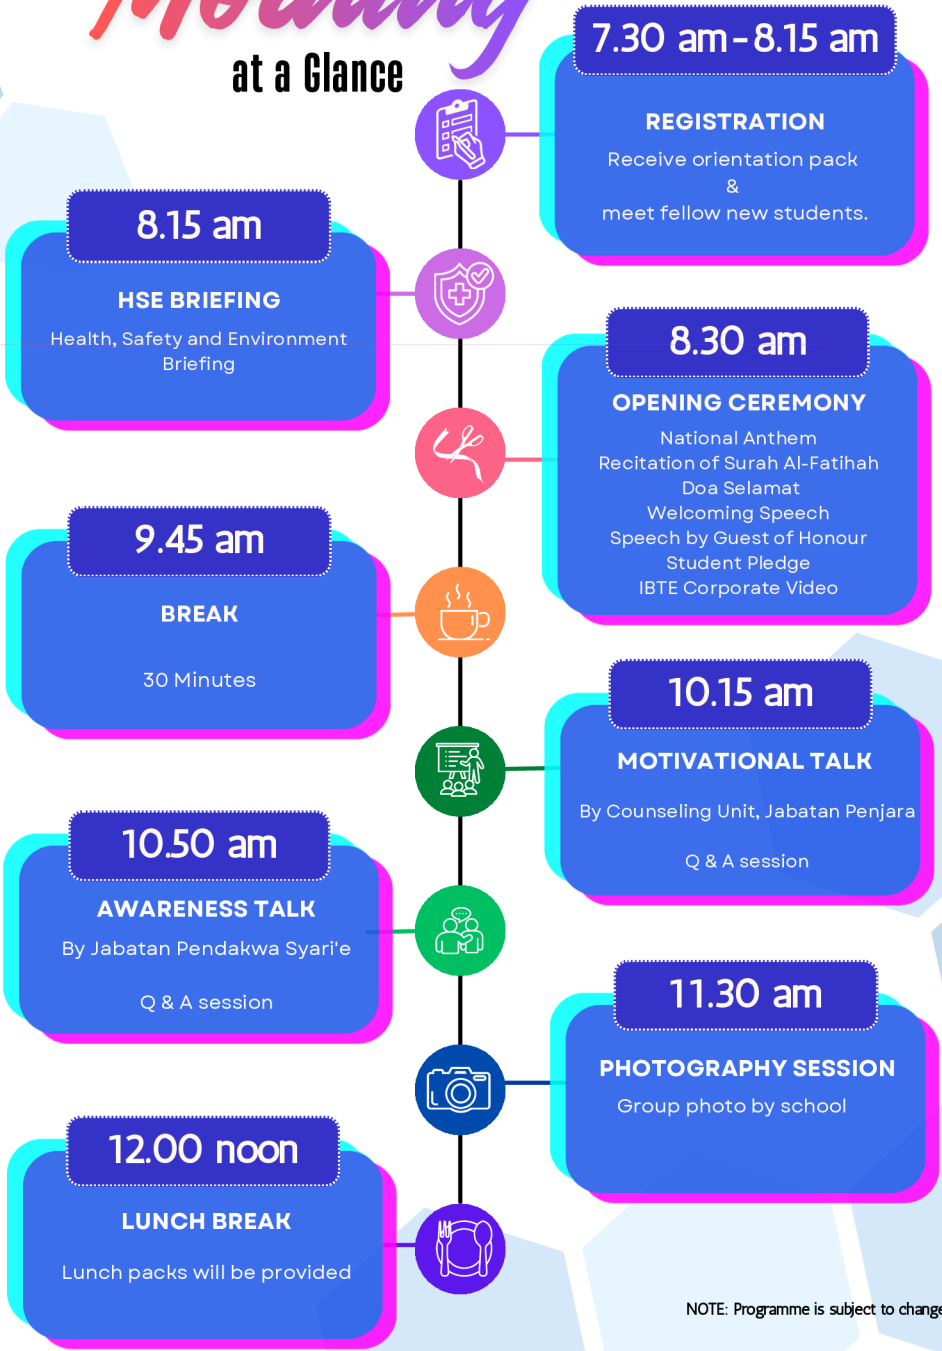 Morning
at a Glance
7.30 am-8.15 am
REGISTRATION
Receive orientation pack
&
meet fellow new students.
8.15 am
HSE BRIEFING
Health, Safety and Environment
Briefing
8.30 am
OPENING CEREMONY
National Anthem
Recitation of Surah Al-Fatihah
Doa Selamat
Welcoming Speech
Speech by Guest of Honour
Student Pledge
IBTE Corporate Video
9.45 am
BREAK
30 Minutes
10.15 am
MOTIVATIONAL TALK
By Counseling Unit, Jabatan Penjara
Q & A session
10.50 am
AWARENESS TALK
By Jabatan Pendakwa Syari'e
Q & A session
11.30 am
PHOTOGRAPHY SESSION
Group photo by school
12.00 noon
LUNCH BREAK
Lunch packs will be provided
NOTE: Programme is subject to change